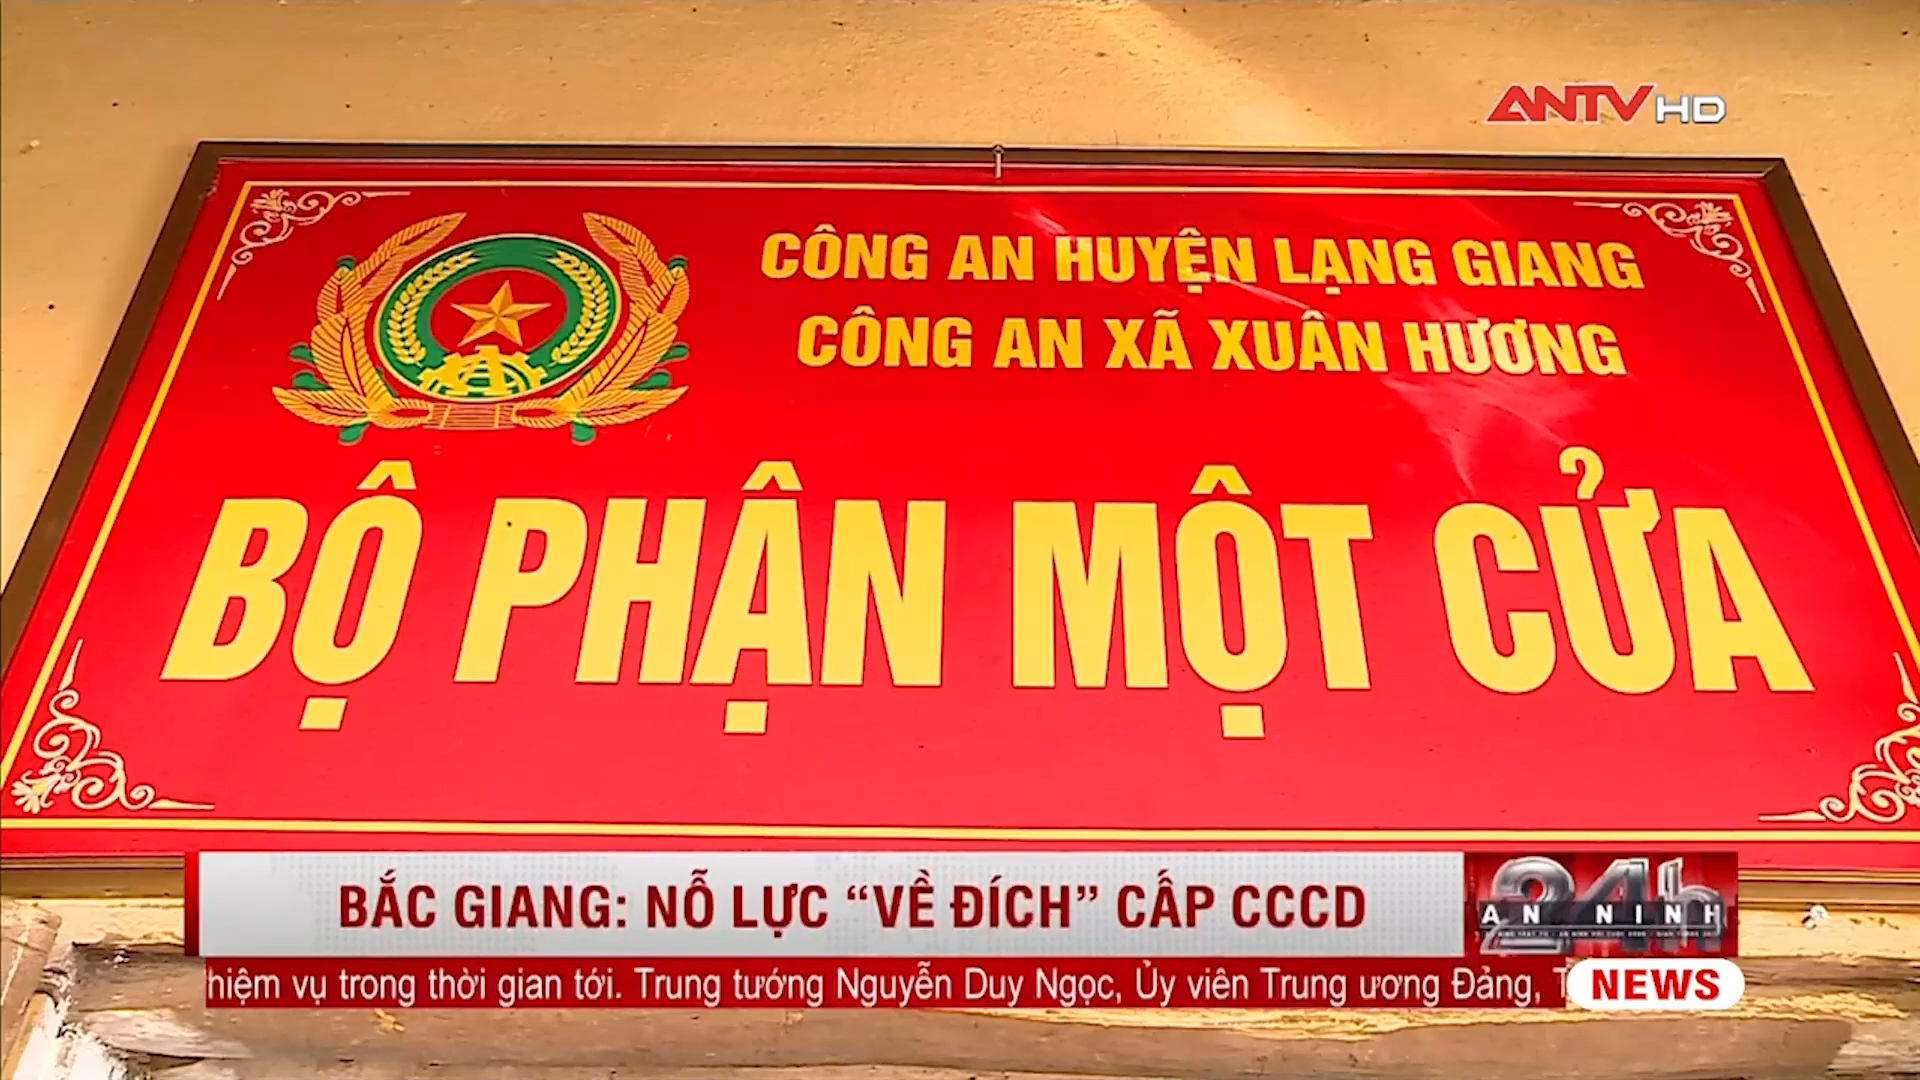 ANTV HD
CÔNG AN HUYỆN LẠNG GIANG
CÔNG AN XÃ XUÂN HƯƠNG
BỘ PHẬN MỘT CỬA
BẮC GIANG: NỖ LỰC “VỀ ĐÍCH” CẤP CCCD
24h
AN NINH
hiệm vụ trong thời gian tới. Trung tướng Nguyễn Duy Ngọc, Ủy viên Trung ương Đảng, T
NEWS